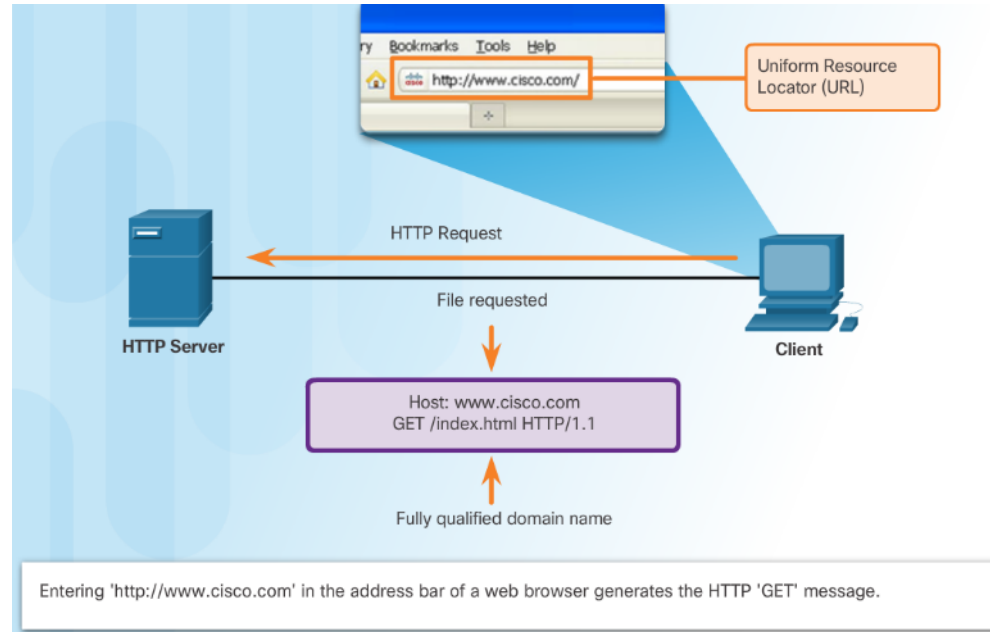 ry Bookmarks Tools Help
cisco http://www.cisco.com/
Uniform Resource
Locator (URL)
HTTP Request
File requested
HTTP Server
Client
Host: www.cisco.com
GET /index.html HTTP/1.1
Fully qualified domain name
Entering 'http://www.cisco.com' in the address bar of a web browser generates the HTTP 'GET' message.